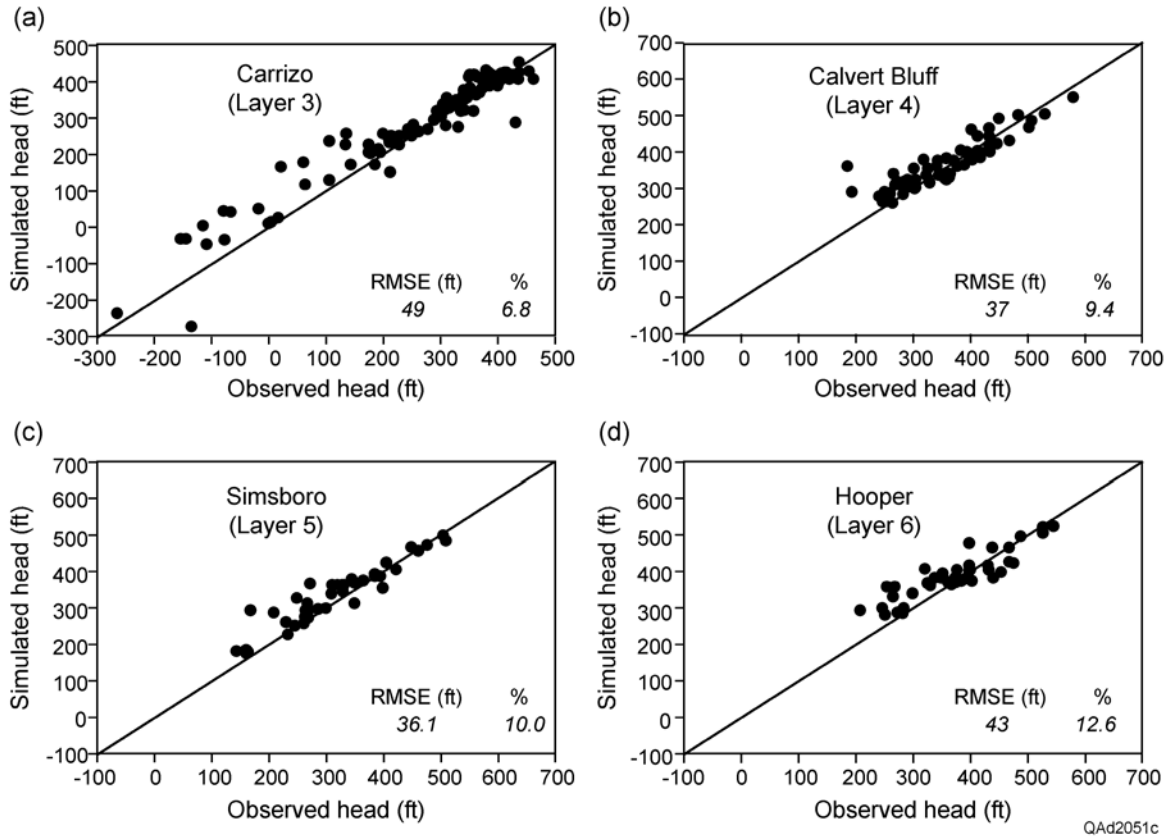 (a)
Carrizo
(Layer 3)
Simulated head (ft)
500
400
300
200
100
0
-100
-200
-300
RMSE (ft) %
49 6.8
-300 -200 -100 0 100 200 300 400 500
Observed head (ft)
(b)
Calvert Bluff
(Layer 4)
Simulated head (ft)
700
600
500
400
300
200
100
0
-100
RMSE (ft) %
37 9.4
-100 0 100 200 300 400 500 600 700
Observed head (ft)
(c)
Simsboro
(Layer 5)
Simulated head (ft)
700
600
500
400
300
200
100
0
-100
RMSE (ft) %
36.1 10.0
-100 0 100 200 300 400 500 600 700
Observed head (ft)
(d)
Hooper
(Layer 6)
Simulated head (ft)
700
600
500
400
300
200
100
0
-100
RMSE (ft) %
43 12.6
-100 0 100 200 300 400 500 600 700
Observed head (ft)
QAd2051c